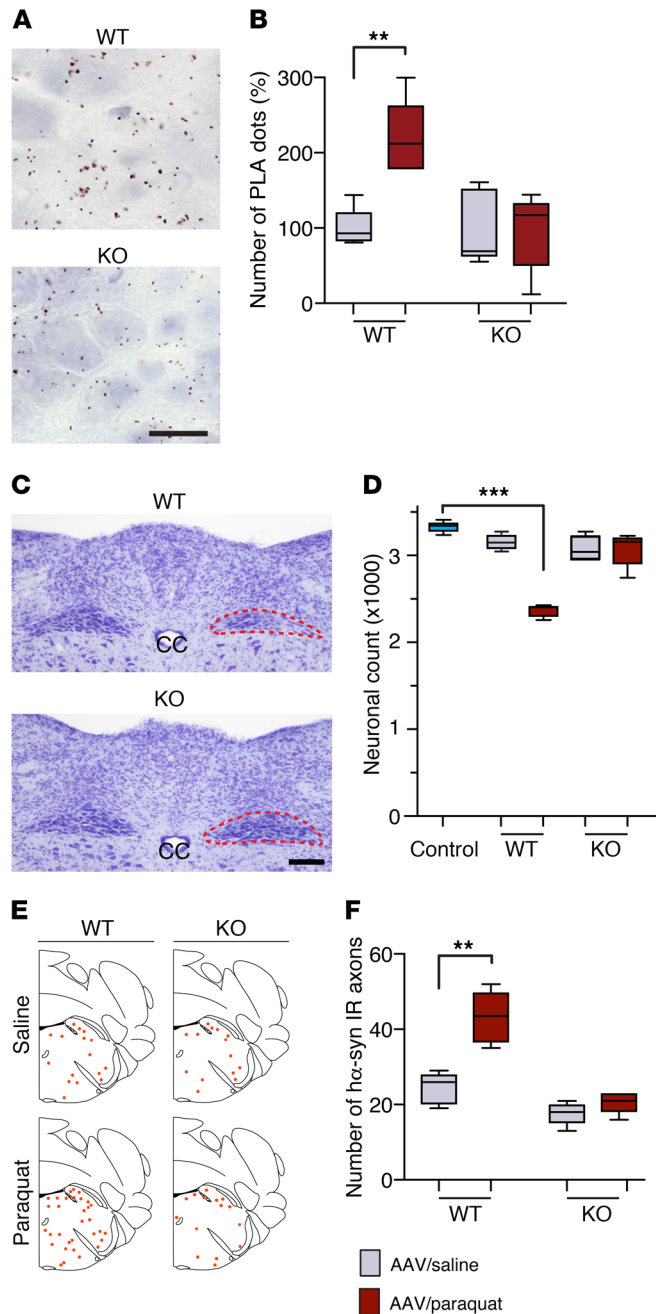 A
WT
KO
B
**
Number of PLA dots (%)
300
200
100
0
WT
KO
C
WT
CC
KO
CC
D
***
Neuronal count (x1000)
3
2
1
0
Control
WT
KO
E
WT
KO
Saline
Paraquat
F
**
Number of hα-syn IR axons
60
40
20
0
WT
KO
AAV/saline
AAV/paraquat